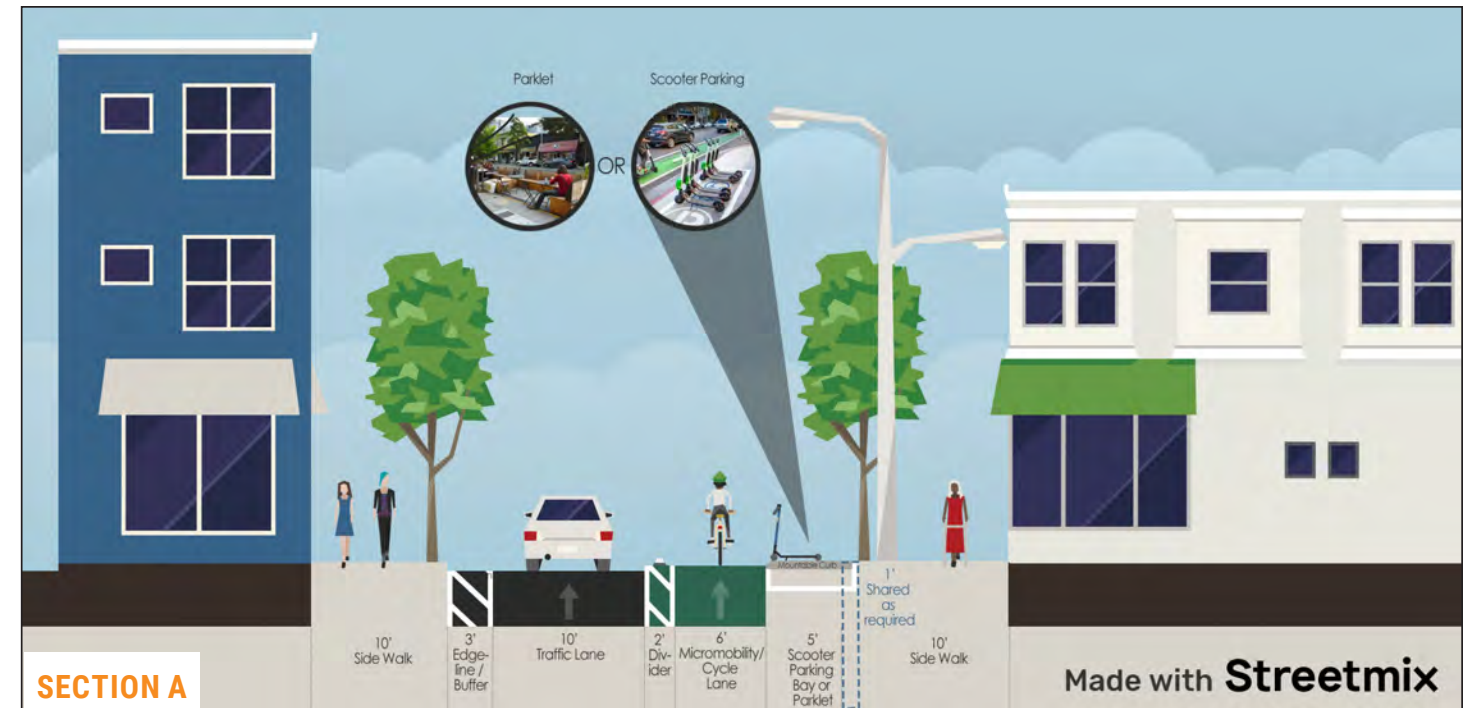 Parklet
Scooter Parking
OR
Mountable Curb
1'
Shared
as
required
10'
Side Walk
3'
Edge-
line /
Buffer
10'
Traffic Lane
2'
Div-
ider
6'
Micromobility/
Cycle
Lane
5'
Scooter
Parking
Bay or
Parklet
10'
Side Walk
SECTION A
Made with Streetmix